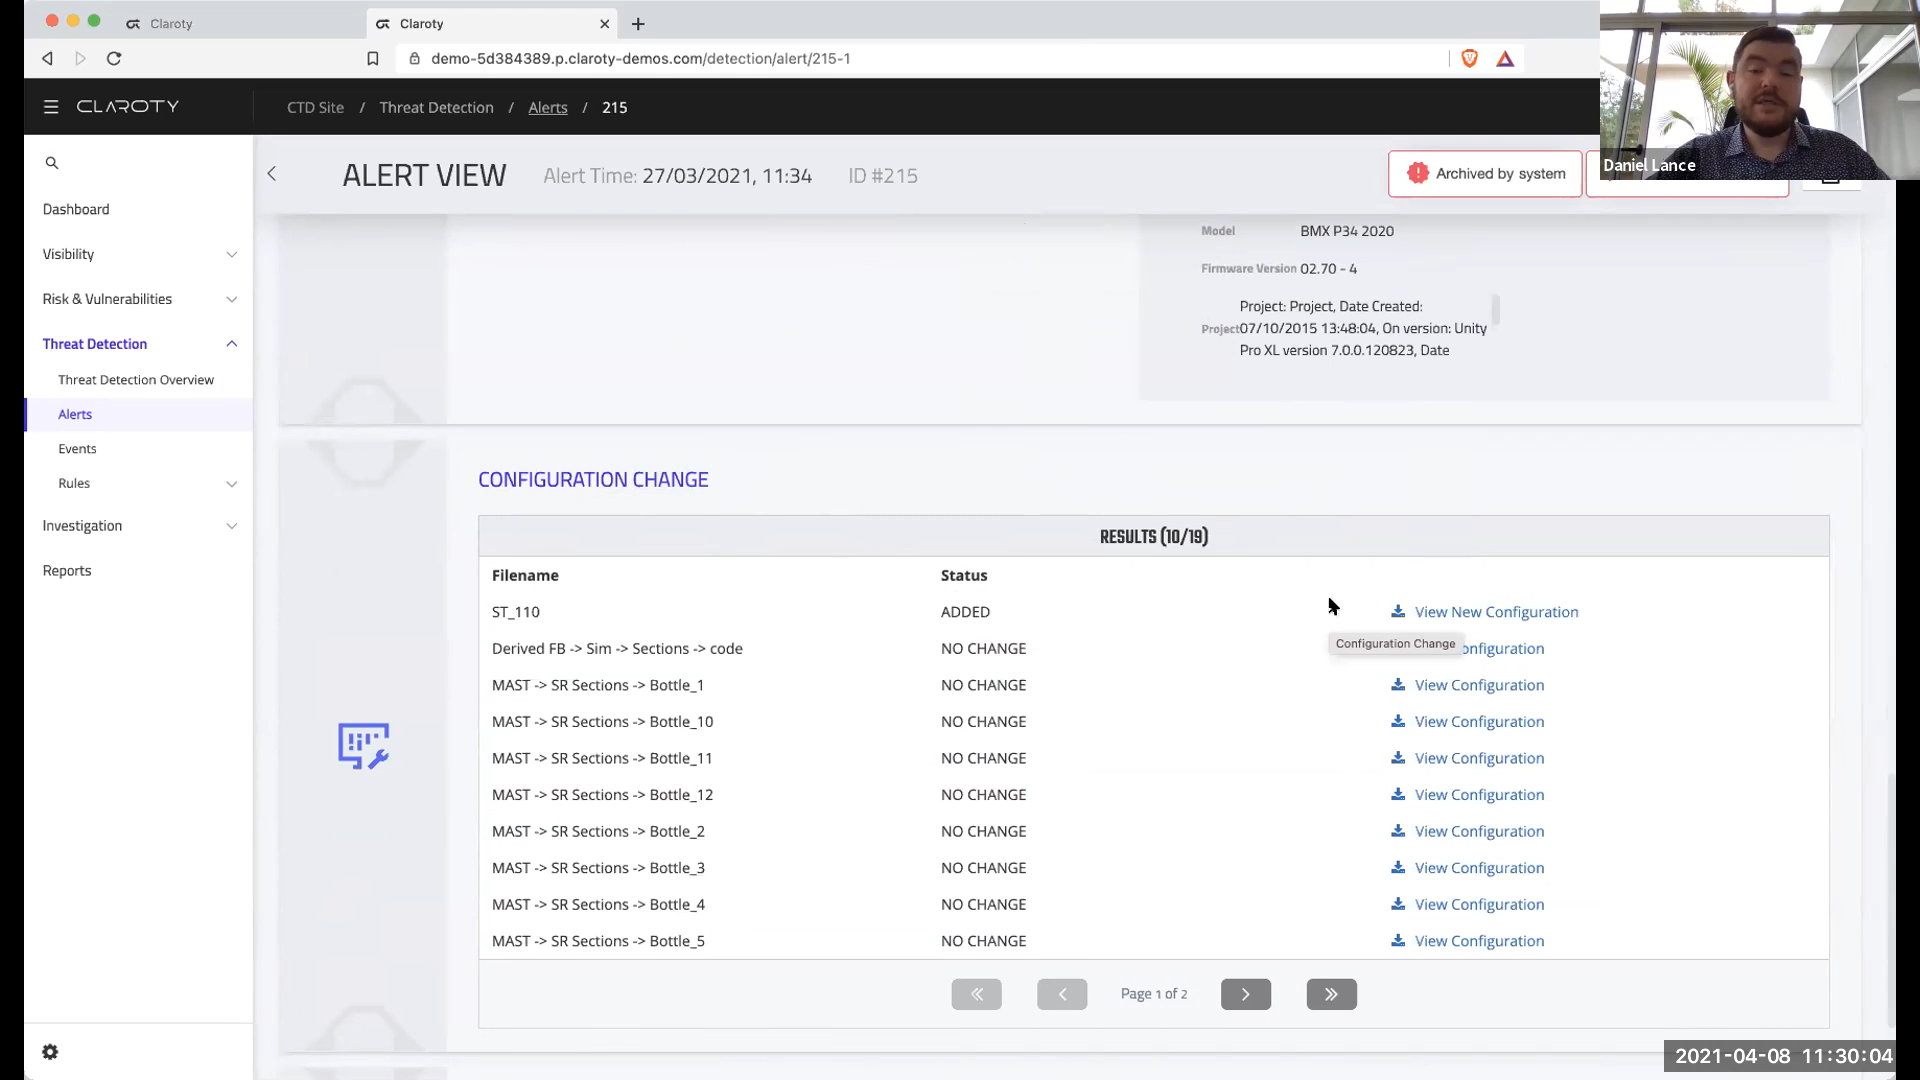 Claroty
Claroty
demo-5d384389.p.claroty-demos.com/detection/alert/215-1
CLAROTY
CTD Site / Threat Detection / Alerts / 215
Daniel Lance
ALERT VIEW
Alert Time: 27/03/2021, 11:34
ID #215
Archived by system
Dashboard
Visibility
Risk & Vulnerabilities
Threat Detection
Threat Detection Overview
Alerts
Events
Rules
Investigation
Reports
Model BMX P34 2020
Firmware Version 02.70 - 4
Project: Project, Date Created:
Project 07/10/2015 13:48:04, On version: Unity
Pro XL version 7.0.0.120823, Date
CONFIGURATION CHANGE
RESULTS (10/19)
Filename Status
ST_110 ADDED View New Configuration
Configuration Change
Derived FB -> Sim -> Sections -> code NO CHANGE onfiguration
MAST -> SR Sections -> Bottle_1 NO CHANGE View Configuration
MAST -> SR Sections -> Bottle_10 NO CHANGE View Configuration
MAST -> SR Sections -> Bottle_11 NO CHANGE View Configuration
MAST -> SR Sections -> Bottle_12 NO CHANGE View Configuration
MAST -> SR Sections -> Bottle_2 NO CHANGE View Configuration
MAST -> SR Sections -> Bottle_3 NO CHANGE View Configuration
MAST -> SR Sections -> Bottle_4 NO CHANGE View Configuration
MAST -> SR Sections -> Bottle_5 NO CHANGE View Configuration
Page 1 of 2
2021-04-08 11:30:04